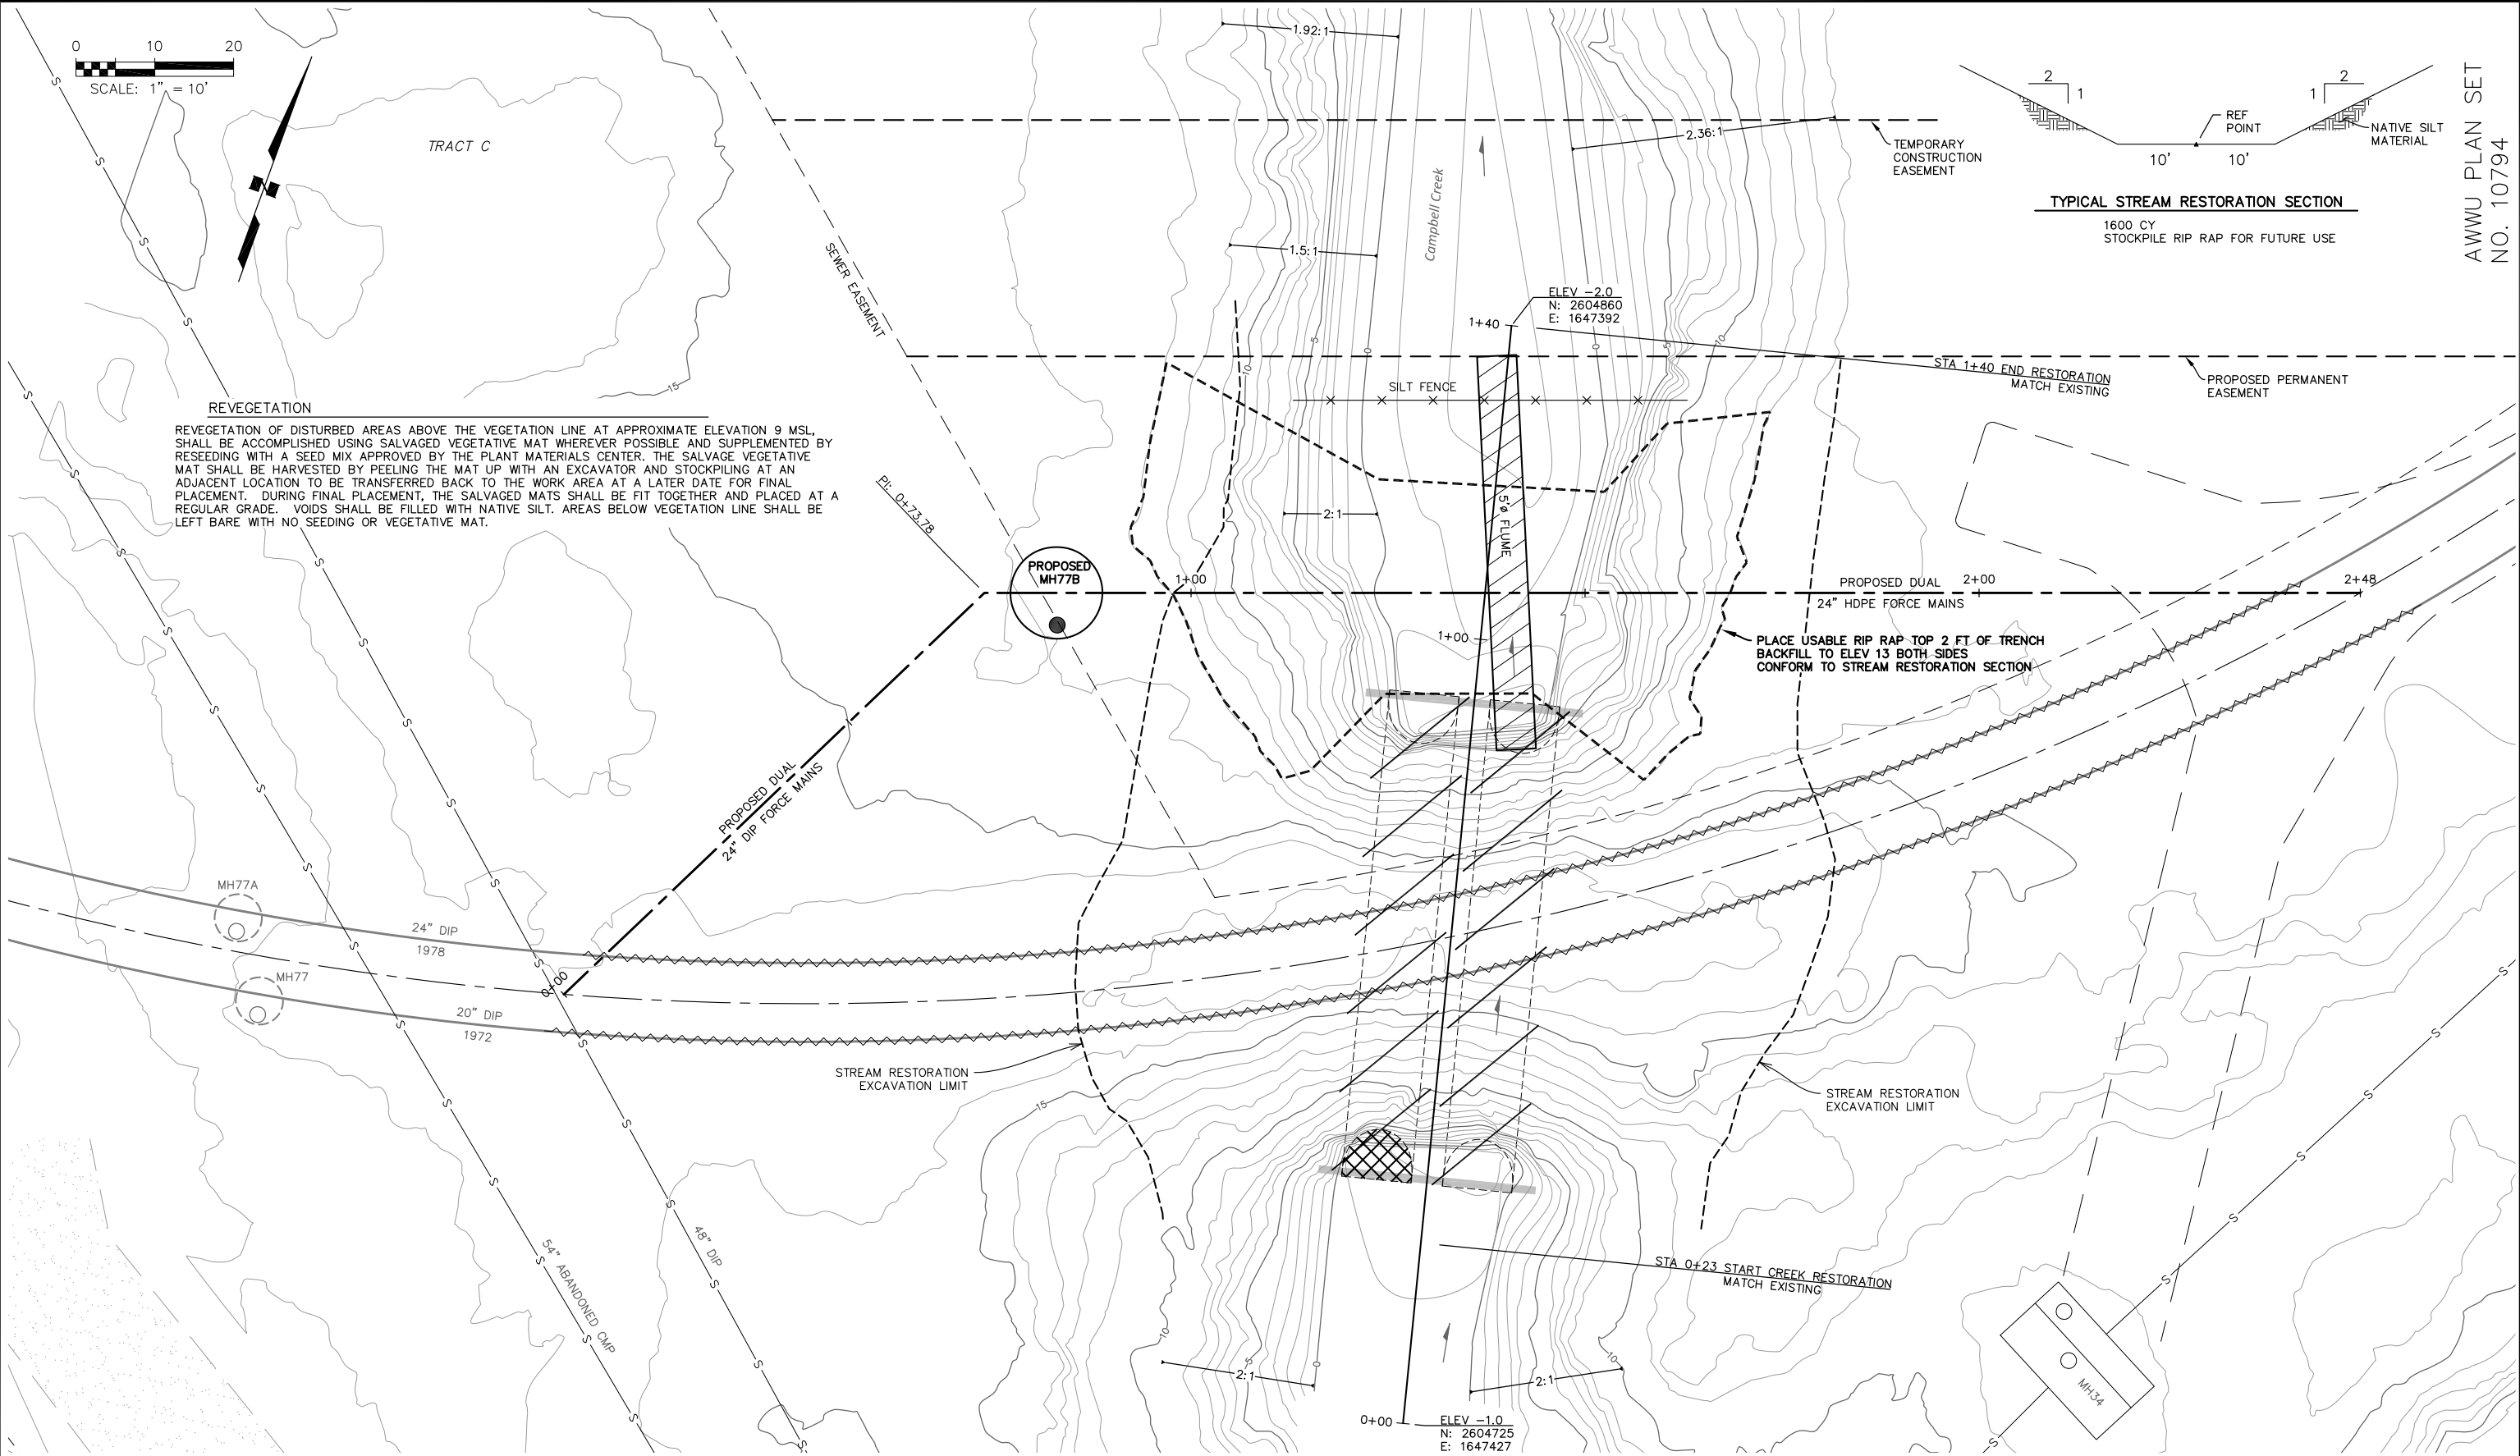 0 10 20
SCALE: 1" = 10'
N
TRACT C
SEWER EASEMENT
1.92:1
1.5:1
2.36:1
Campbell Creek
TEMPORARY
CONSTRUCTION
EASEMENT
2
1
2
1
REF
POINT
NATIVE SILT
MATERIAL
10' 10'
TYPICAL STREAM RESTORATION SECTION
1600 CY
STOCKPILE RIP RAP FOR FUTURE USE
AWWU PLAN SET
NO. 10794
ELEV -2.0
N: 2604860
E: 1647392
1+40
5
0
10
0
5
10
15
STA 1+40 END RESTORATION
MATCH EXISTING
PROPOSED PERMANENT
EASEMENT
SILT FENCE
REVEGETATION
REVEGETATION OF DISTURBED AREAS ABOVE THE VEGETATION LINE AT APPROXIMATE ELEVATION 9 MSL,
SHALL BE ACCOMPLISHED USING SALVAGED VEGETATIVE MAT WHEREVER POSSIBLE AND SUPPLEMENTED BY
RESEEDING WITH A SEED MIX APPROVED BY THE PLANT MATERIALS CENTER. THE SALVAGE VEGETATIVE
MAT SHALL BE HARVESTED BY PEELING THE MAT UP WITH AN EXCAVATOR AND STOCKPILING AT AN
ADJACENT LOCATION TO BE TRANSFERRED BACK TO THE WORK AREA AT A LATER DATE FOR FINAL
PLACEMENT. DURING FINAL PLACEMENT, THE SALVAGED MATS SHALL BE FIT TOGETHER AND PLACED AT A
REGULAR GRADE. VOIDS SHALL BE FILLED WITH NATIVE SILT. AREAS BELOW VEGETATION LINE SHALL BE
LEFT BARE WITH NO SEEDING OR VEGETATIVE MAT.
PI: 0+73.78
2:1
5'ø FLUME
PROPOSED
MH77B
1+00
PROPOSED DUAL
24" HDPE FORCE MAINS
2+00
2+48
1+00
PLACE USABLE RIP RAP TOP 2 FT OF TRENCH
BACKFILL TO ELEV 13 BOTH SIDES
CONFORM TO STREAM RESTORATION SECTION
PROPOSED DUAL
24" DIP FORCE MAINS
MH77A
24" DIP
1978
MH77
0+00
20" DIP
1972
STREAM RESTORATION
EXCAVATION LIMIT
15
STREAM RESTORATION
EXCAVATION LIMIT
54" ABANDONED CMP
48" DIP
STA 0+23 START CREEK RESTORATION
MATCH EXISTING
10
5
0
10
2:1
2:1
MH34
0+00
ELEV -1.0
N: 2604725
E: 1647427
S S S S S S S S S S S S S S S S
S S S S S S S S S S S S S S S S
S S S S S S S